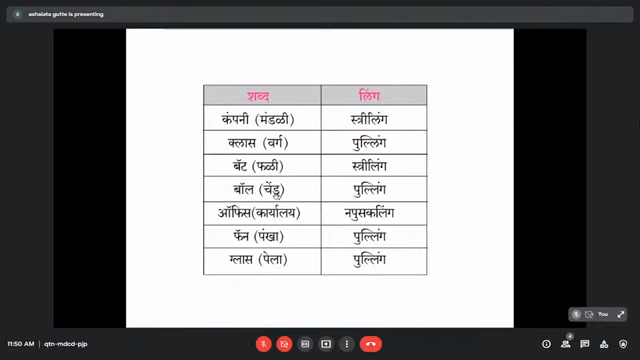 ashalata gutte is presenting
शब्द लिंग
कंपनी (मंडळी) स्त्रीलिंग
क्लास (वर्ग) पुल्लिंग
बॅट (फळी) स्त्रीलिंग
बॉल (चेंडू) पुल्लिंग
ऑफिस(कार्यालय) नपुसकलिंग
फॅन (पंखा) पुल्लिंग
ग्लास (पेला) पुल्लिंग
You
11:50 AM | qtn-mdcd-pjp